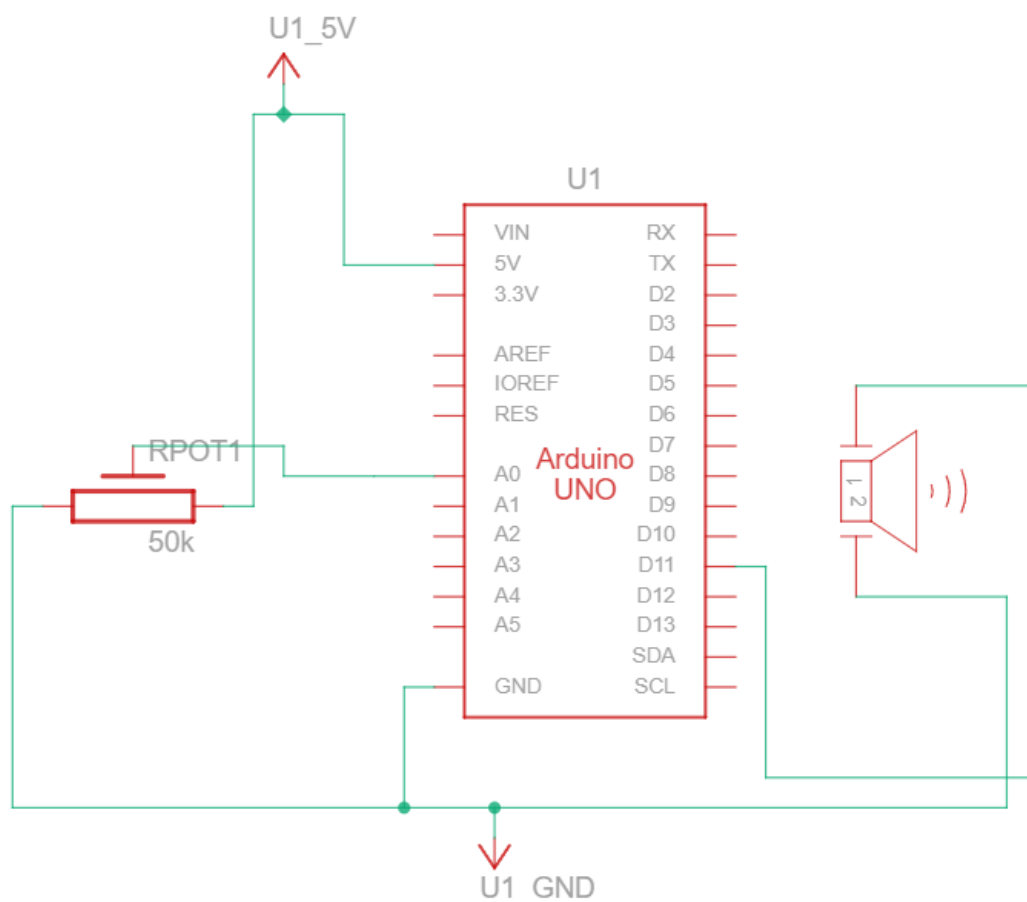 U1_5V
U1
VIN
5V
3.3V
AREF
IOREF
RES
A0
A1
A2
A3
A4
A5
GND
Arduino
UNO
RX
TX
D2
D3
D4
D5
D6
D7
D8
D9
D10
D11
D12
D13
SDA
SCL
RPOT1
50k
1 2
U1_GND